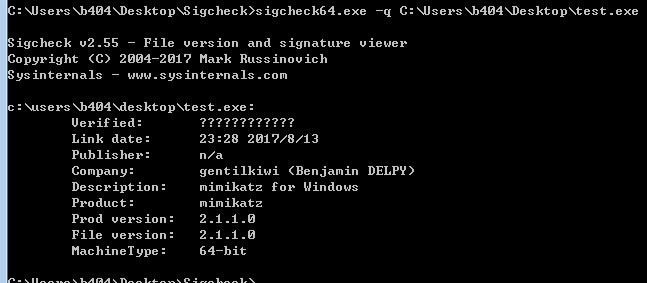 C:\Users\b404\Desktop\Sigcheck>sigcheck64.exe -q C:\Users\b404\Desktop\test.exe
Sigcheck v2.55 - File version and signature viewer
Copyright (C) 2004-2017 Mark Russinovich
Sysinternals - www.sysinternals.com
c:\users\b404\desktop\test.exe:
Verified: ????????????
Link date: 23:28 2017/8/13
Publisher: n/a
Company: gentilkiwi (Benjamin DELPY)
Description: mimikatz for Windows
Product: mimikatz
Prod version: 2.1.1.0
File version: 2.1.1.0
MachineType: 64-bit
C:\Users\b404\Desktop\Sigcheck>